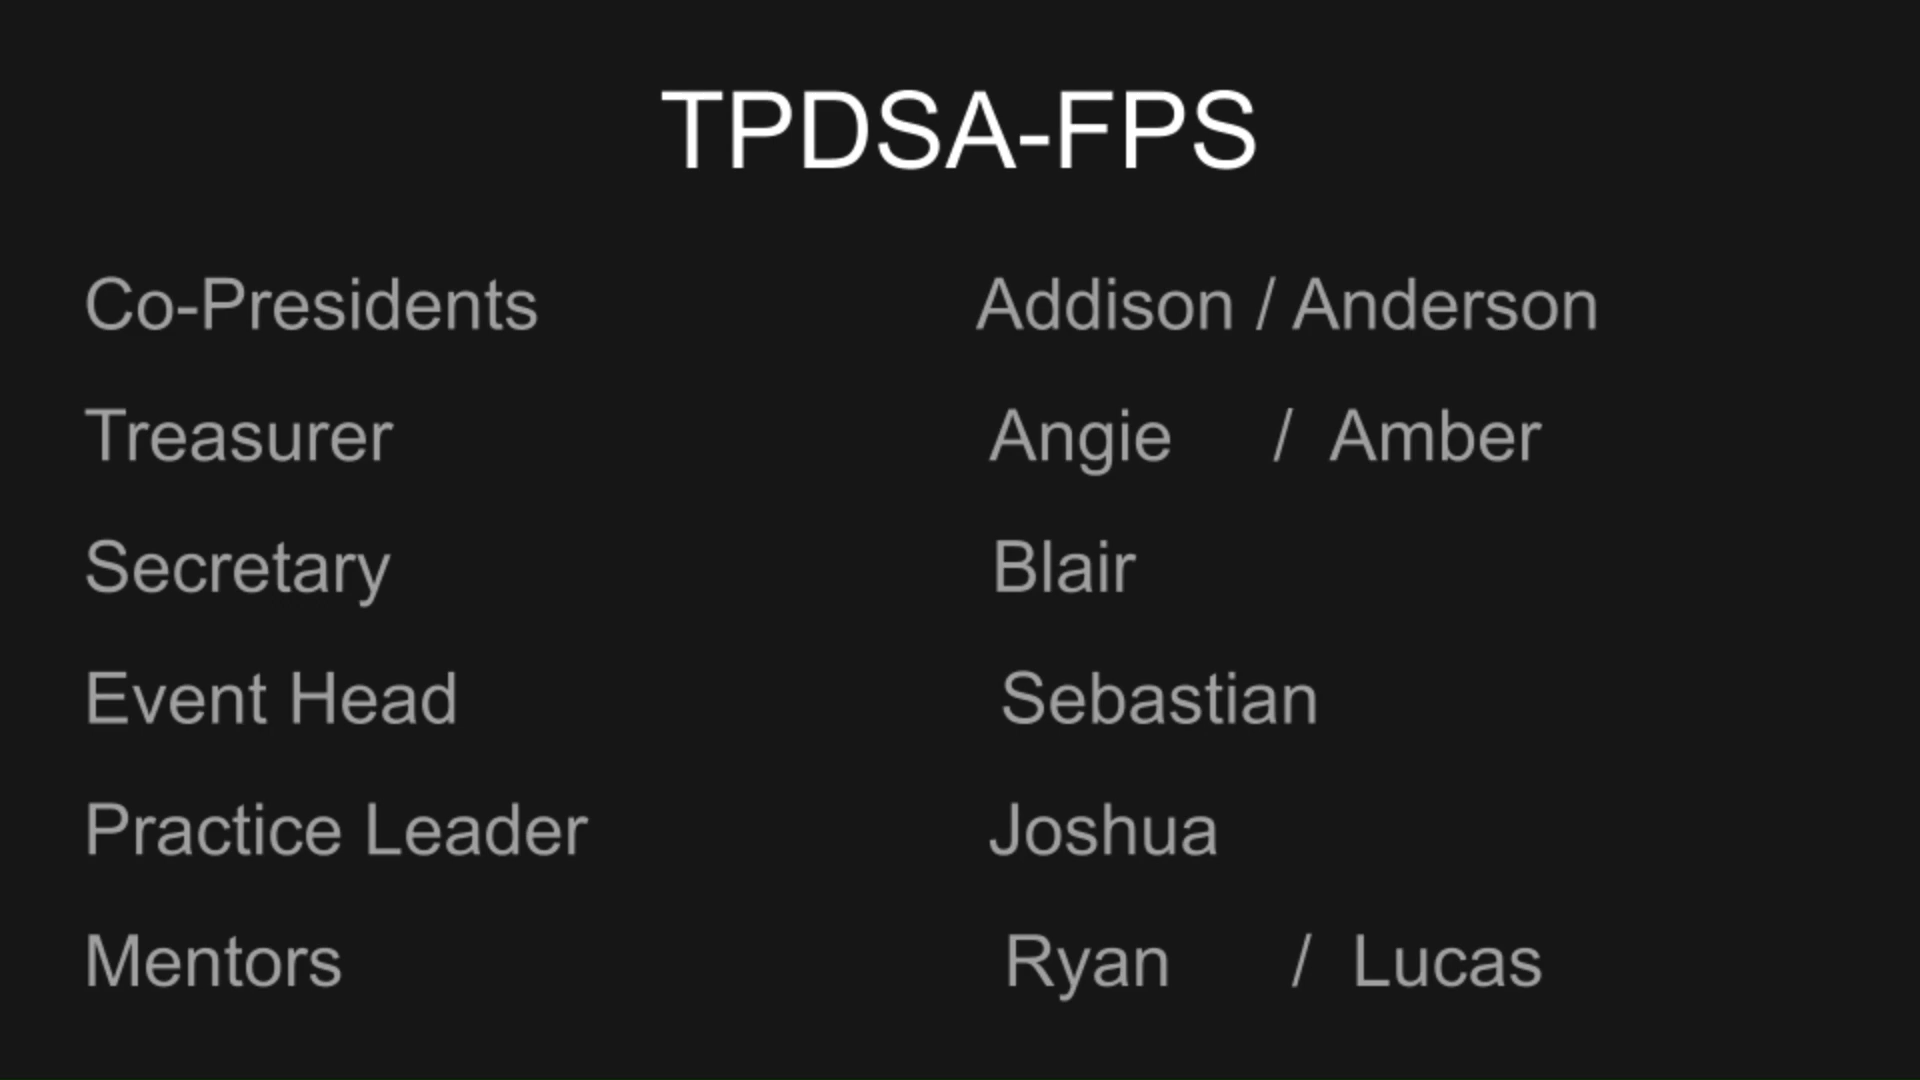 TPDSA-FPS
Co-Presidents Addison / Anderson
Treasurer Angie / Amber
Secretary Blair
Event Head Sebastian
Practice Leader Joshua
Mentors Ryan / Lucas